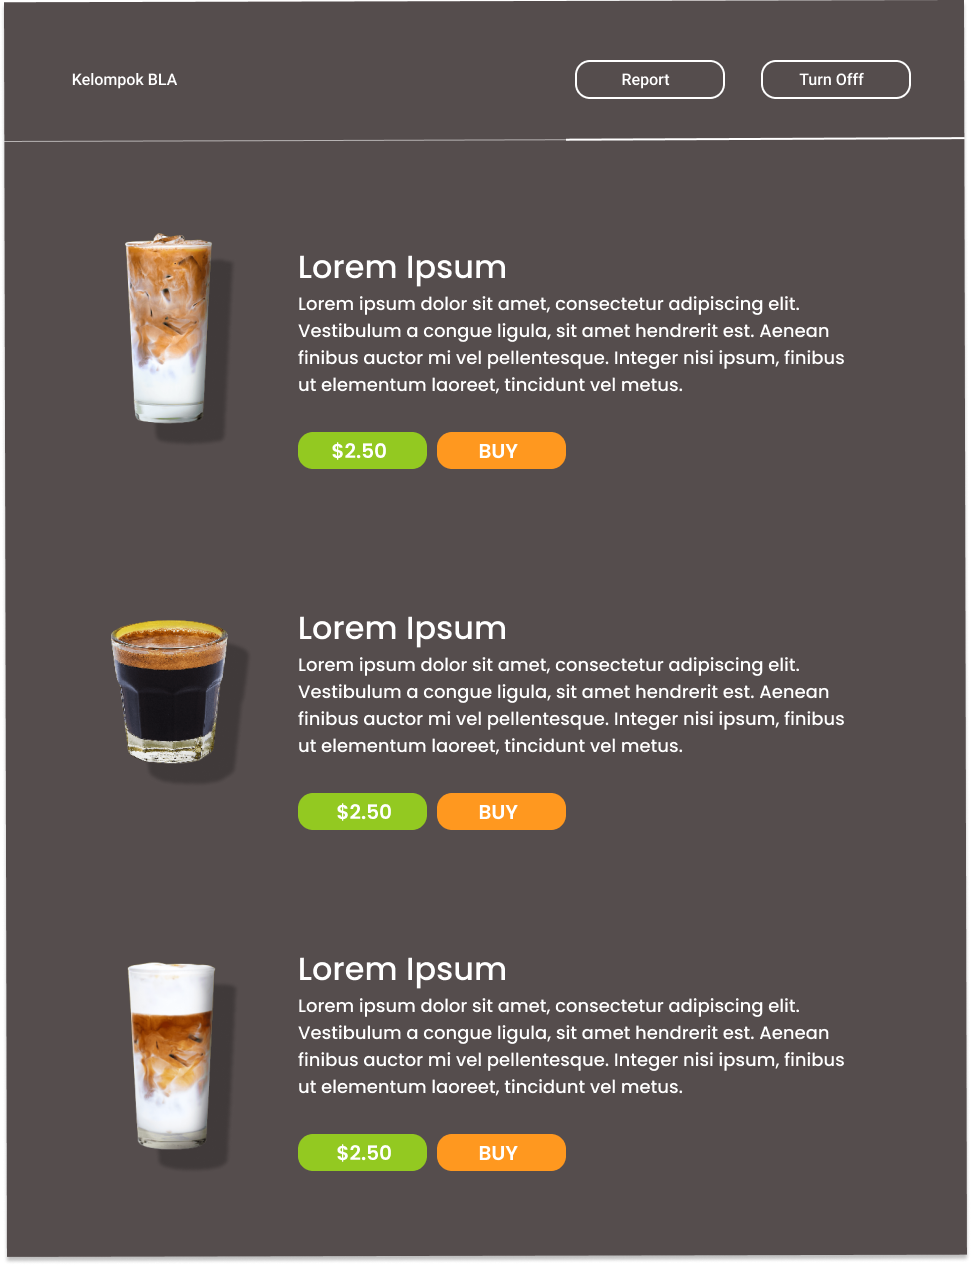 Kelompok BLA
Report
Turn Offf
Lorem Ipsum
Lorem ipsum dolor sit amet, consectetur adipiscing elit.
Vestibulum a congue ligula, sit amet hendrerit est. Aenean
finibus auctor mi vel pellentesque. Integer nisi ipsum, finibus
ut elementum laoreet, tincidunt vel metus.
$2.50
BUY
Lorem Ipsum
Lorem ipsum dolor sit amet, consectetur adipiscing elit.
Vestibulum a congue ligula, sit amet hendrerit est. Aenean
finibus auctor mi vel pellentesque. Integer nisi ipsum, finibus
ut elementum laoreet, tincidunt vel metus.
$2.50
BUY
Lorem Ipsum
Lorem ipsum dolor sit amet, consectetur adipiscing elit.
Vestibulum a congue ligula, sit amet hendrerit est. Aenean
finibus auctor mi vel pellentesque. Integer nisi ipsum, finibus
ut elementum laoreet, tincidunt vel metus.
$2.50
BUY